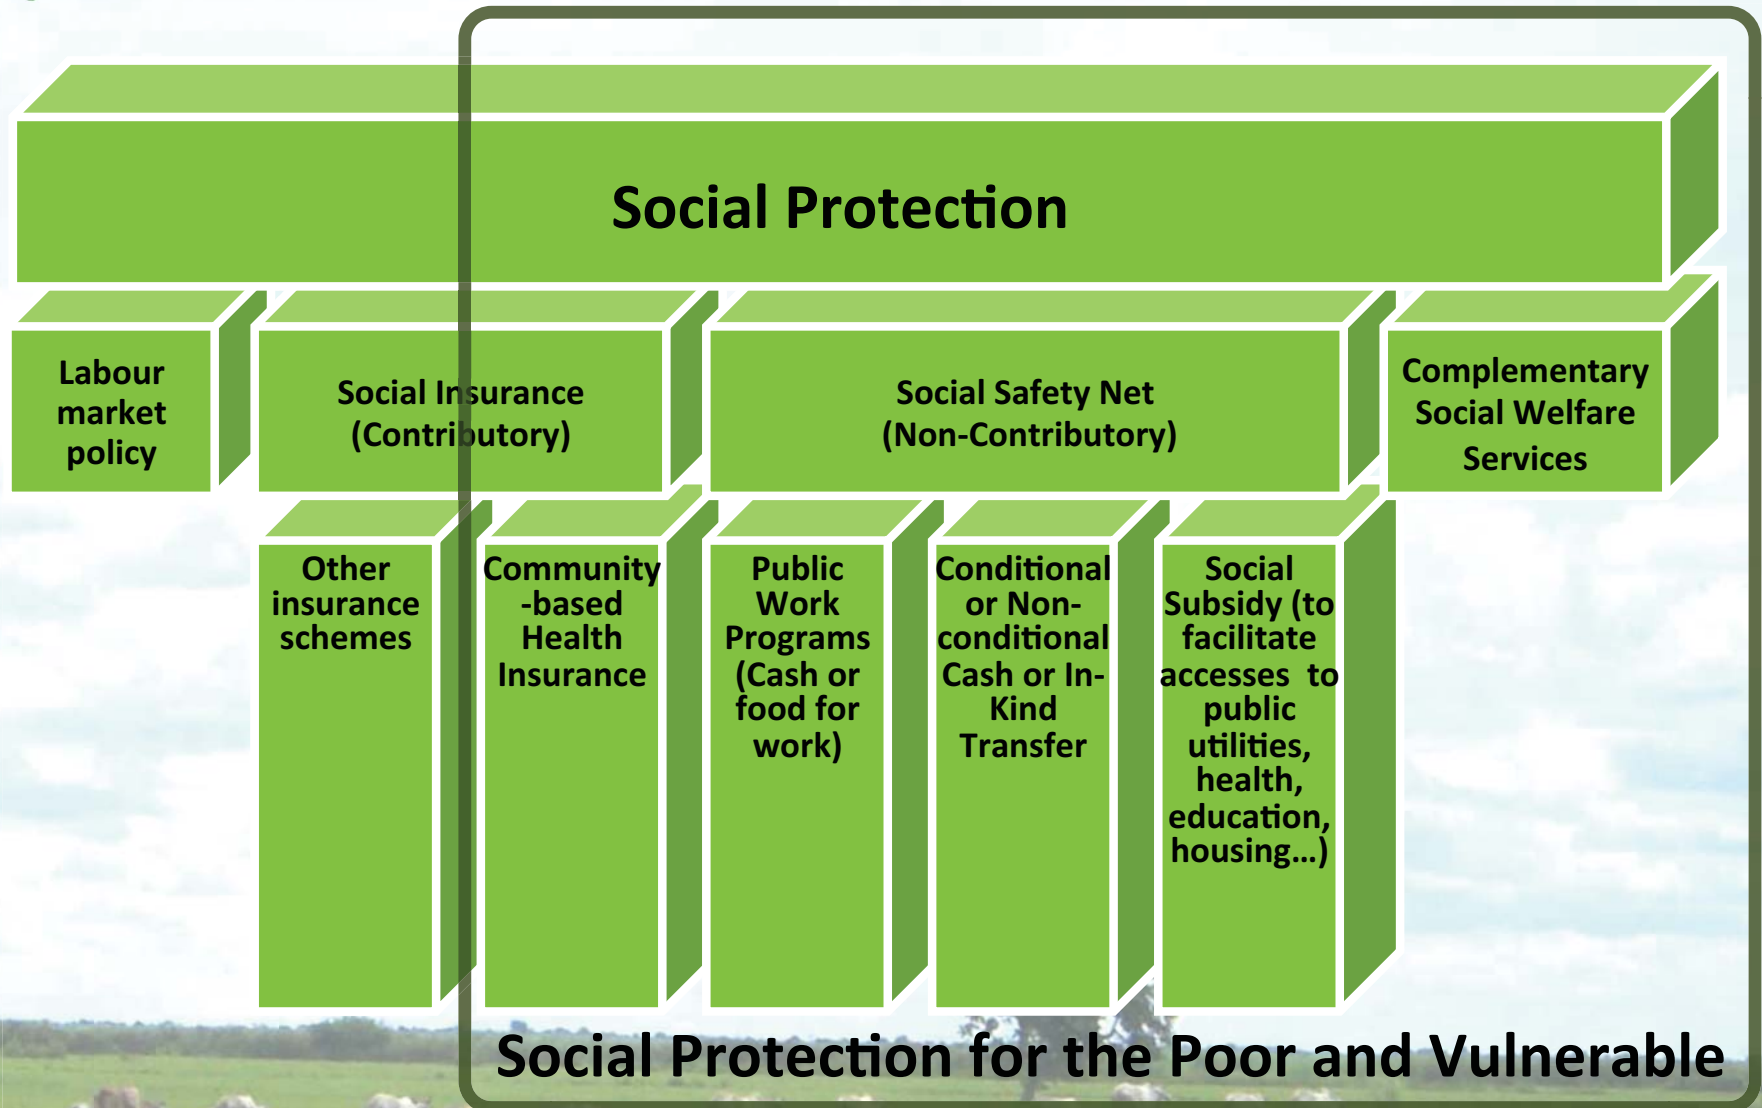 Social Protection
Labour
market
policy
Social Insurance
(Contributory)
Social Safety Net
(Non-Contributory)
Complementary
Social Welfare
Services
Other
insurance
schemes
Community
-based
Health
Insurance
Public
Work
Programs
(Cash or
food for
work)
Conditional
or Non-
conditional
Cash or In-
Kind
Transfer
Social
Subsidy (to
facilitate
accesses to
public
utilities,
health,
education,
housing...)
Social Protection for the Poor and Vulnerable